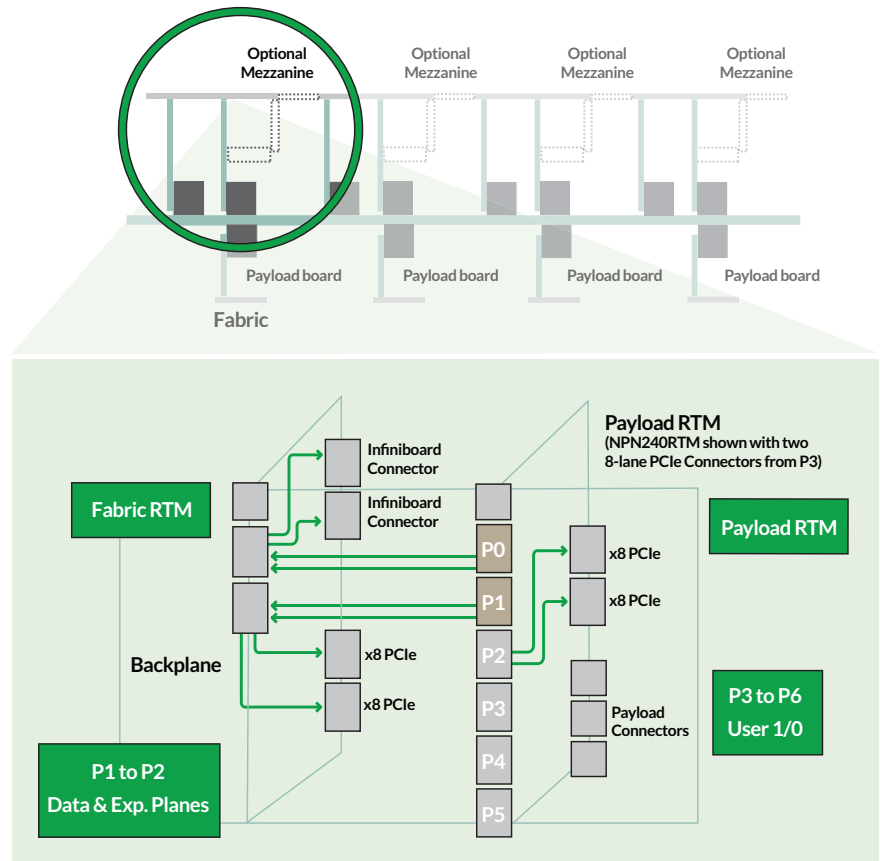 Optional
Mezzanine
Optional
Mezzanine
Optional
Mezzanine
Optional
Mezzanine
Payload board
Payload board
Payload board
Payload board
Fabric
Payload RTM
(NPN240RTM shown with two
8-lane PCIe Connectors from P3)
Infiniboard
Connector
Infiniboard
Connector
Fabric RTM
Payload RTM
P0
x8 PCIe
P1
x8 PCIe
P2
x8 PCIe
Backplane
x8 PCIe
P3
Payload
Connectors
P3 to P6
User 1/0
P4
P1 to P2
Data & Exp. Planes
P5